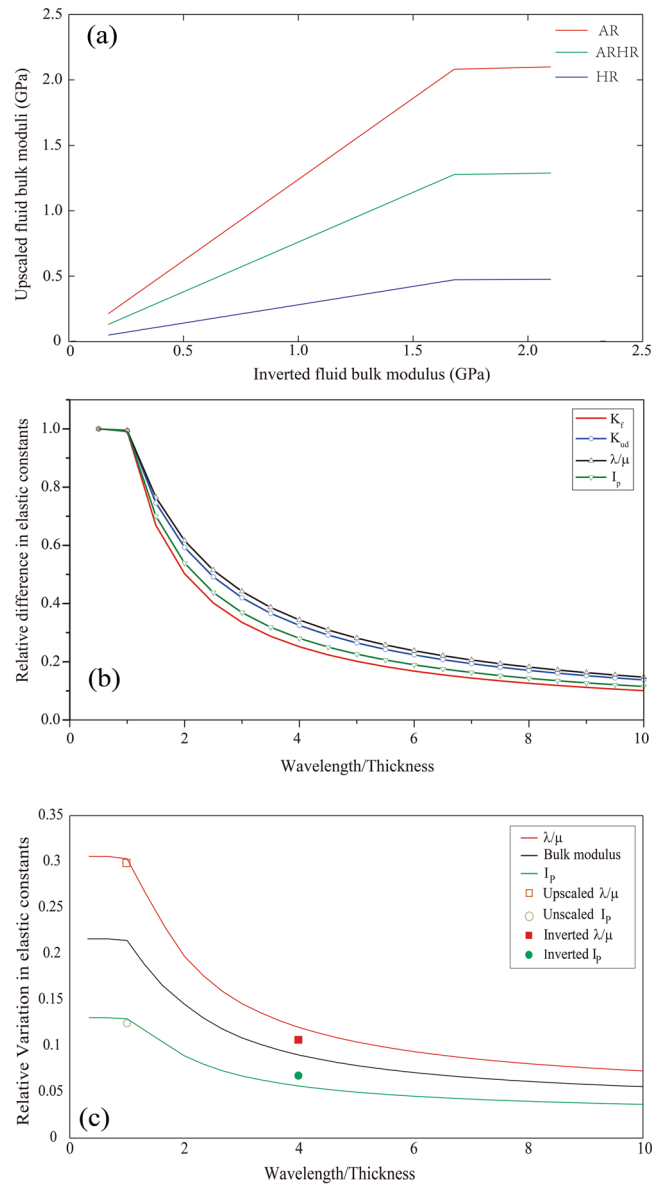 (a)
AR
ARHR
HR
2.5
2.0
1.5
1.0
0.5
0
Upscaled fluid bulk moduli (GPa)
0 0.5 1.0 1.5 2.0 2.5
Inverted fluid bulk modulus (GPa)
K_f
K_ud
λ/μ
I_p
1.0
0.8
0.6
0.4
0.2
0.0
Relative difference in elastic constants
(b)
0 2 4 6 8 10
Wavelength/Thickness
0.35
0.3
0.25
0.2
0.15
0.1
0.05
0
Relative Variation in elastic constants
λ/μ
Bulk modulus
I_P
Upscaled λ/μ
Unscaled I_P
Inverted λ/μ
Inverted I_P
(c)
0 2 4 6 8 10
Wavelength/Thickness